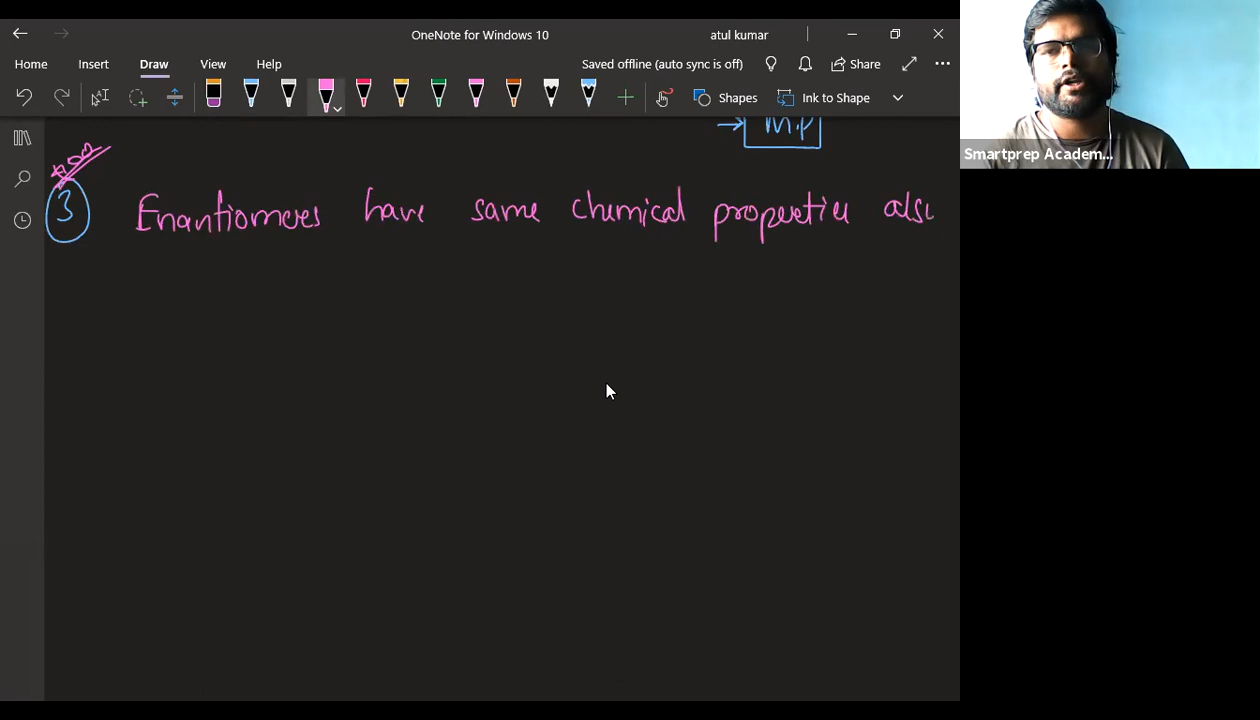 OneNote for Windows 10
atul kumar
Home Insert Draw View Help
Saved offline (auto sync is off)
Share
Shapes
Ink to Shape
→ M.P
Smartprep Academ...
3 Enantiomers have same chemical properties also